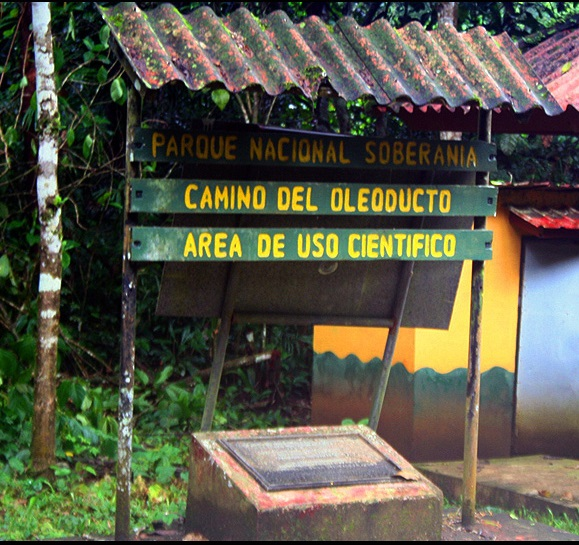 PARQUE NACIONAL SOBERANIA
CAMINO DEL OLEODUCTO
AREA DE USO CIENTIFICO